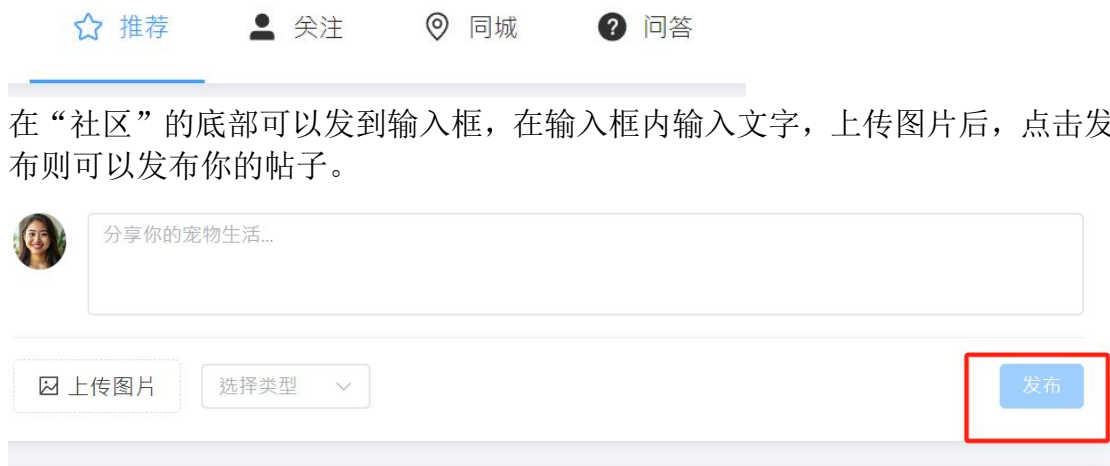 推荐 关注 同城 问答
在“社区”的底部可以发到输入框，在输入框内输入文字，上传图片后，点击发
布则可以发布你的帖子。
分享你的宠物生活...
上传图片 选择类型 发布